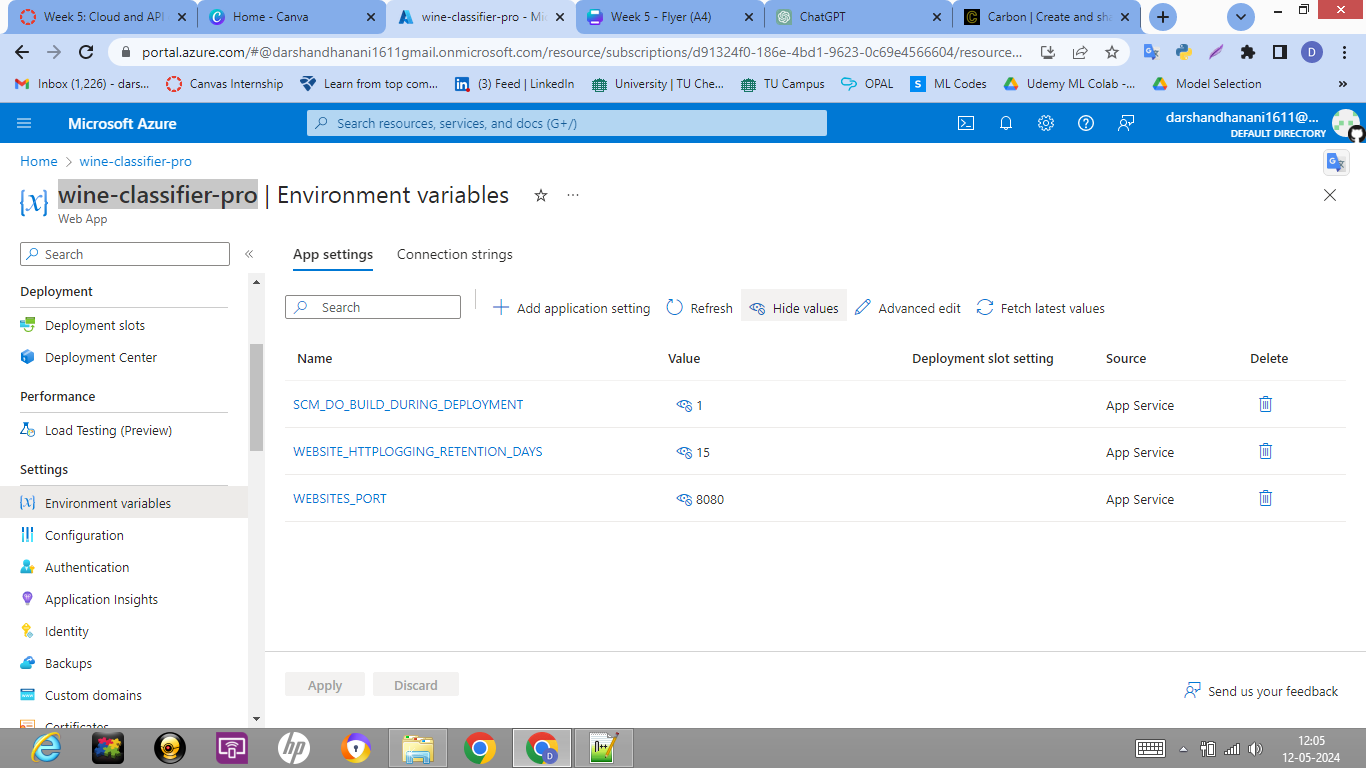 Week 5: Cloud and API
Home - Canva
wine-classifier-pro - Mi
Week 5 - Flyer (A4)
ChatGPT
Carbon | Create and sha
portal.azure.com/#@darshandhanani1611gmail.onmicrosoft.com/resource/subscriptions/d91324f0-186e-4bd1-9623-0c69e4566604/resource...
D
Inbox (1,226) - dars...
Canvas Internship
Learn from top com...
(3) Feed | LinkedIn
University | TU Che...
TU Campus
OPAL
ML Codes
Udemy ML Colab -...
Model Selection
»
Microsoft Azure
Search resources, services, and docs (G+/)
darshandhanani1611@...
DEFAULT DIRECTORY
Home > wine-classifier-pro
wine-classifier-pro | Environment variables
Web App
Search
App settings
Connection strings
Deployment
Deployment slots
Deployment Center
Performance
Load Testing (Preview)
Settings
Environment variables
Configuration
Authentication
Application Insights
Identity
Backups
Custom domains
Certificates
Search
Add application setting
Refresh
Hide values
Advanced edit
Fetch latest values
Name Value Deployment slot setting Source Delete
SCM_DO_BUILD_DURING_DEPLOYMENT 1 App Service
WEBSITE_HTTPLOGGING_RETENTION_DAYS 15 App Service
WEBSITES_PORT 8080 App Service
Apply
Discard
Send us your feedback
12:05
12-05-2024